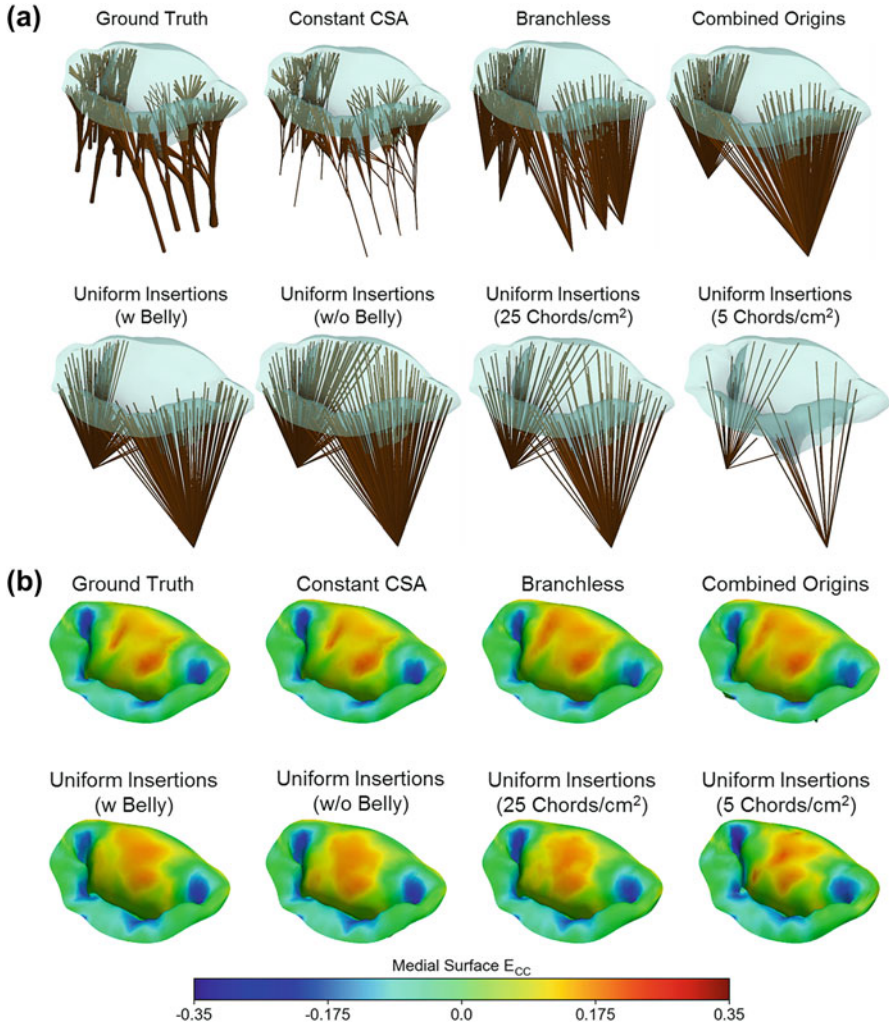 (a)
Ground Truth
Constant CSA
Branchless
Combined Origins
Uniform Insertions
(w Belly)
Uniform Insertions
(w/o Belly)
Uniform Insertions
(25 Chords/cm²)
Uniform Insertions
(5 Chords/cm²)
(b)
Ground Truth
Constant CSA
Branchless
Combined Origins
Uniform Insertions
(w Belly)
Uniform Insertions
(w/o Belly)
Uniform Insertions
(25 Chords/cm²)
Uniform Insertions
(5 Chords/cm²)
Medial Surface E_CC
-0.35 -0.175 0.0 0.175 0.35